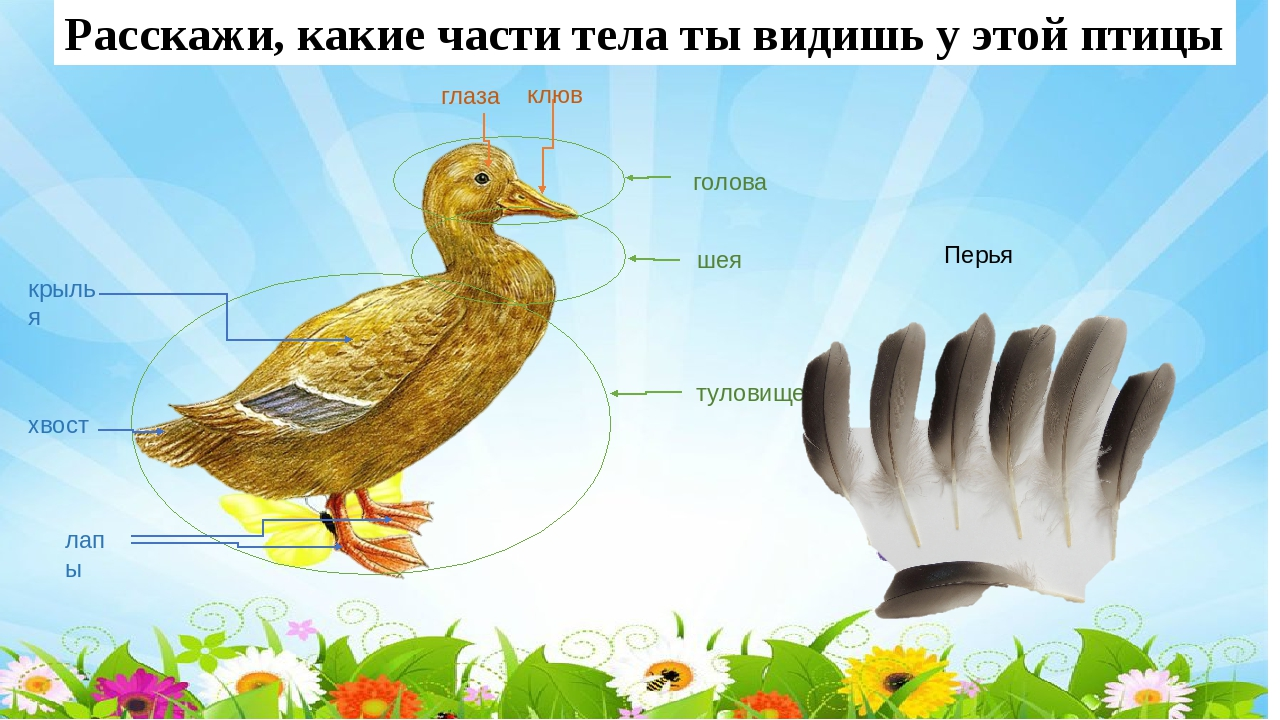 Расскажи, какие части тела ты видишь у этой птицы
глаза
клюв
голова
шея
Перья
крыль
я
туловище
хвост
лап
ы